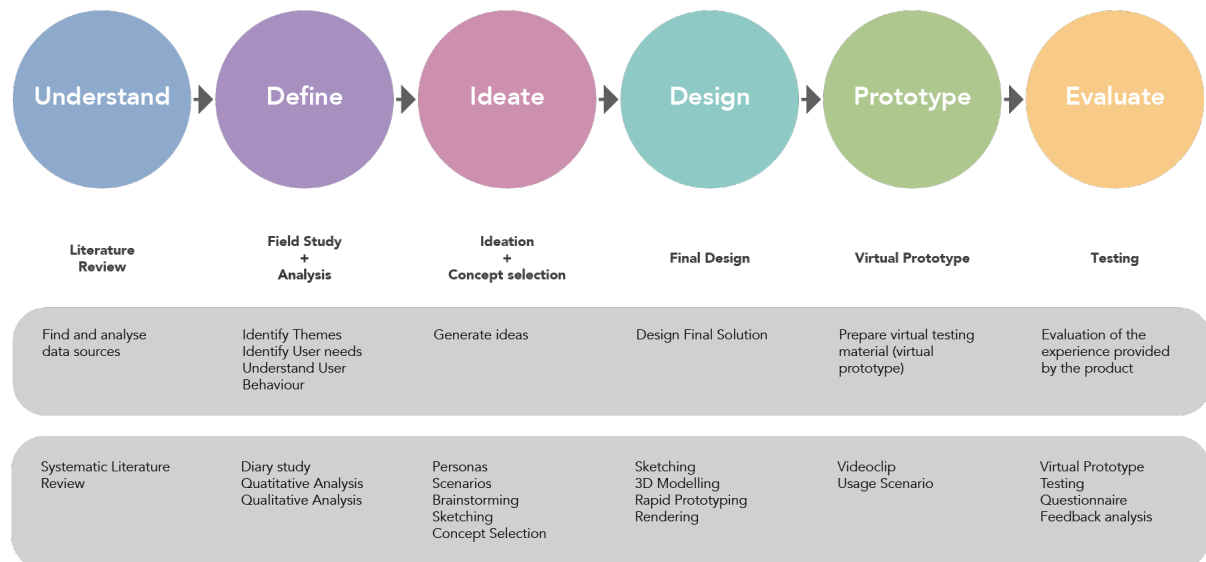 Understand
Define
Ideate
Design
Prototype
Evaluate
Literature
Review
Field Study
+
Analysis
Ideation
+
Concept selection
Final Design
Virtual Prototype
Testing
Find and analyse
data sources
Identify Themes
Identify User needs
Understand User
Behaviour
Generate ideas
Design Final Solution
Prepare virtual testing
material (virtual
prototype)
Evaluation of the
experience provided
by the product
Systematic Literature
Review
Diary study
Quatitative Analysis
Qualitative Analysis
Personas
Scenarios
Brainstorming
Sketching
Concept Selection
Sketching
3D Modelling
Rapid Prototyping
Rendering
Videoclip
Usage Scenario
Virtual Prototype
Testing
Questionnaire
Feedback analysis